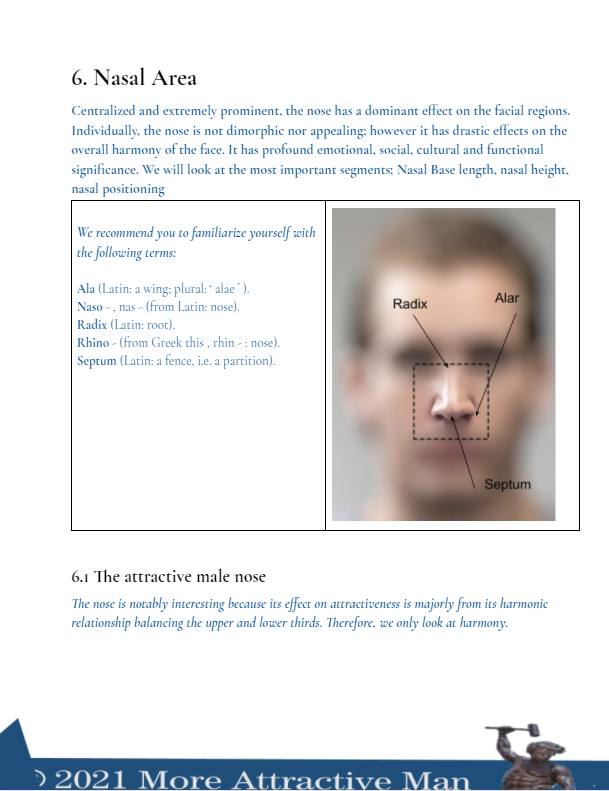 6. Nasal Area
Centralized and extremely prominent, the nose has a dominant effect on the facial regions.
Individually, the nose is not dimorphic nor appealing; however it has drastic effects on the
overall harmony of the face. It has profound emotional, social, cultural and functional
significance. We will look at the most important segments; Nasal Base length, nasal height,
nasal positioning
We recommend you to familiarize yourself with
the following terms:
Ala (Latin: a wing; plural: ‘ alae ’ ).
Naso - , nas - (from Latin: nose).
Radix (Latin: root).
Rhino - (from Greek this , rhin - : nose).
Septum (Latin: a fence, i.e. a partition).
Radix
Alar
Septum
6.1 The attractive male nose
The nose is notably interesting because its effect on attractiveness is majorly from its harmonic
relationship balancing the upper and lower thirds. Therefore, we only look at harmony.
© 2021 More Attractive Man